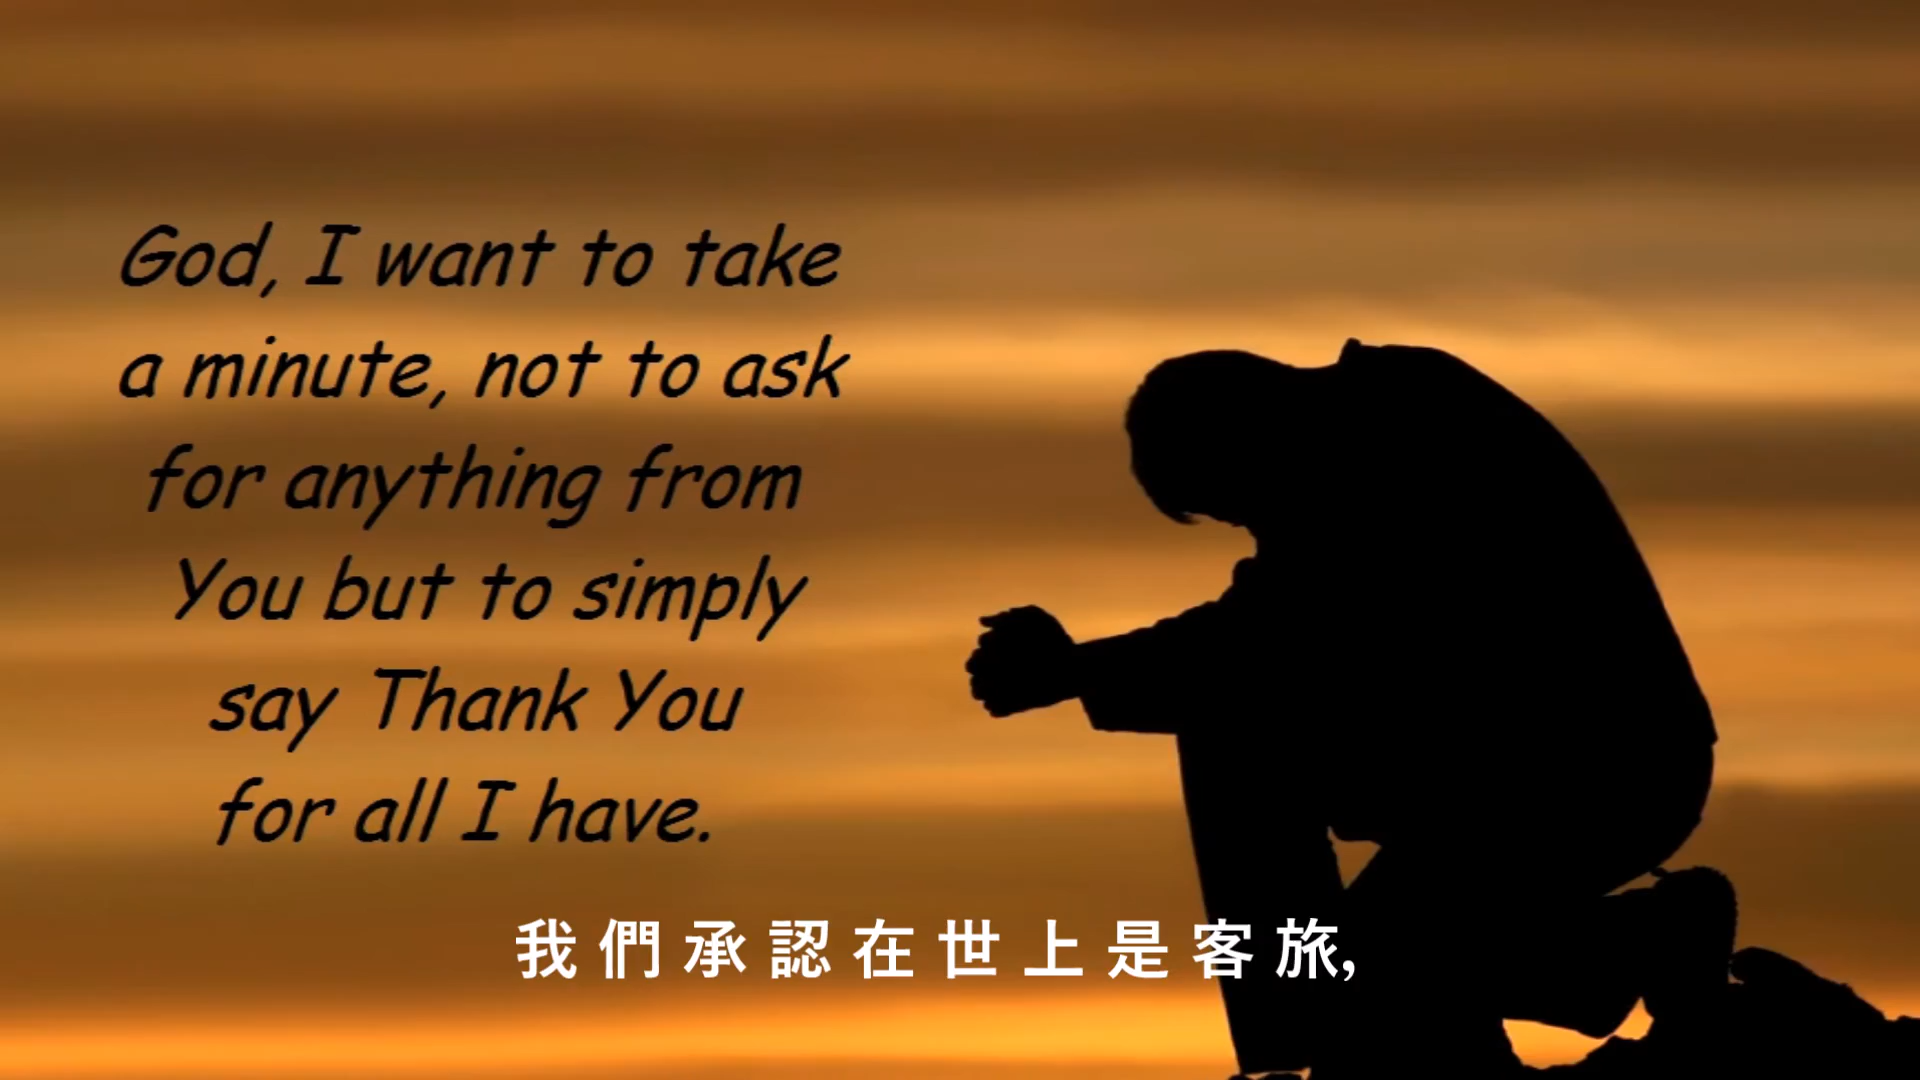 God, I want to take
a minute, not to ask
for anything from
You but to simply
say Thank You
for all I have.
我們承認在世上是客旅,